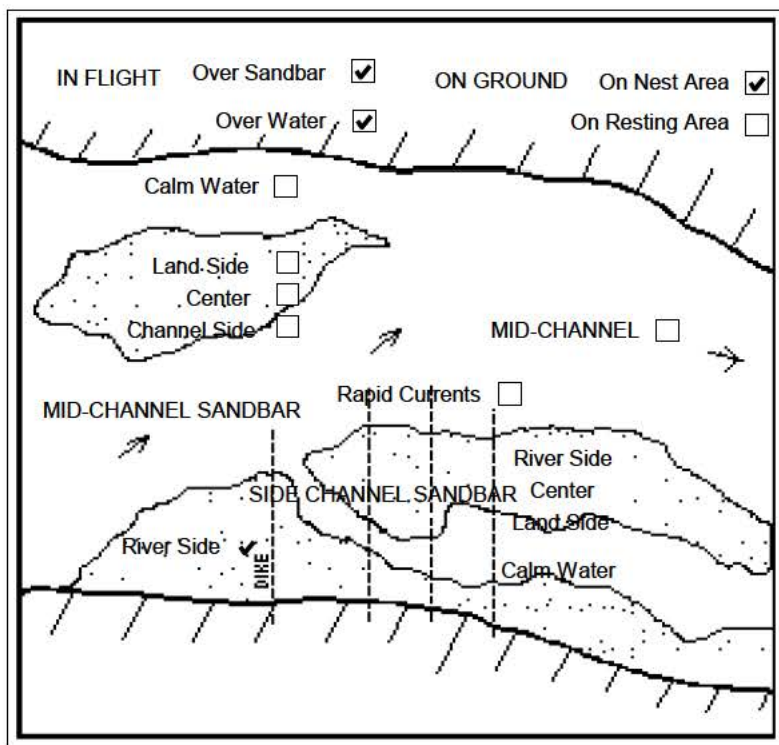 IN FLIGHT Over Sandbar ON GROUND On Nest Area
Over Water On Resting Area
Calm Water
Land Side
Center
Channel Side
MID-CHANNEL
Rapid Currents
MID-CHANNEL SANDBAR
River Side
SIDE CHANNEL SANDBAR
Center
Land Side
River Side
DIKE
Calm Water